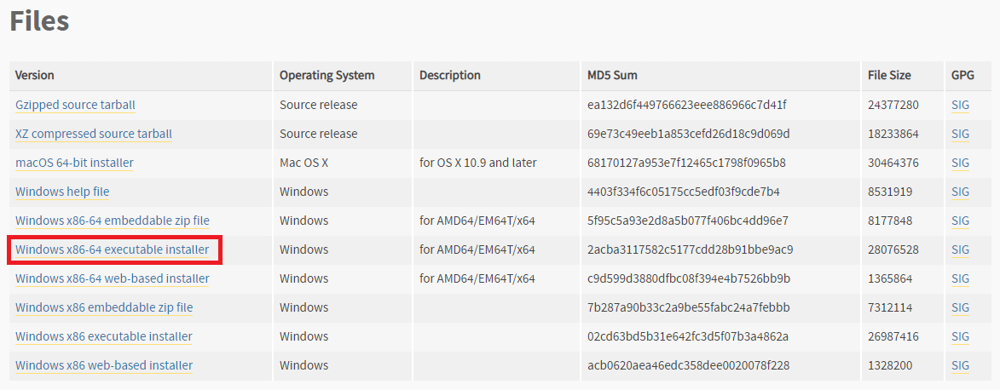 Files
Version Operating System Description MD5 Sum File Size GPG
Gzipped source tarball Source release ea132d6f449766623eee886966c7d41f 24377280 SIG
XZ compressed source tarball Source release 69e73c49eeb1a853cefd26d18c9d069d 18233864 SIG
macOS 64-bit installer Mac OS X for OS X 10.9 and later 68170127a953e7f12465c1798f0965b8 30464376 SIG
Windows help file Windows 4403f334f6c05175cc5edf03f9cde7b4 8531919 SIG
Windows x86-64 embeddable zip file Windows for AMD64/EM64T/x64 5f95c5a93e2d8a5b077f406bc4dd96e7 8177848 SIG
Windows x86-64 executable installer Windows for AMD64/EM64T/x64 2acba3117582c5177cdd28b91bbe9ac9 28076528 SIG
Windows x86-64 web-based installer Windows for AMD64/EM64T/x64 c9d599d3880dfbc08f394e4b7526bb9b 1365864 SIG
Windows x86 embeddable zip file Windows 7b287a90b33c2a9be55fabc24a7febbb 7312114 SIG
Windows x86 executable installer Windows 02cd63bd5b31e642fc3d5f07b3a4862a 26987416 SIG
Windows x86 web-based installer Windows acb0620aea46edc358dee0020078f228 1328200 SIG